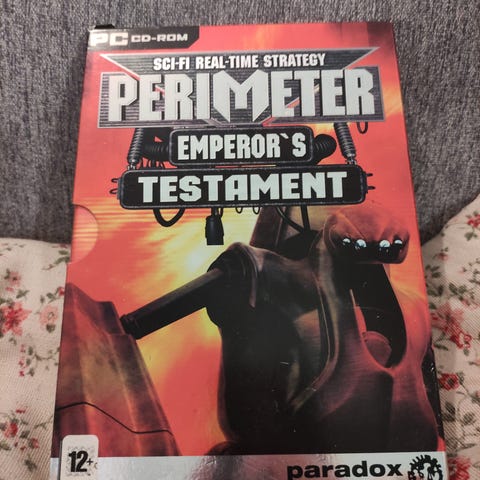 PC CD-ROM
SCI-FI REAL-TIME STRATEGY
PERIMETER
EMPEROR`S
TESTAMENT
12+
paradox